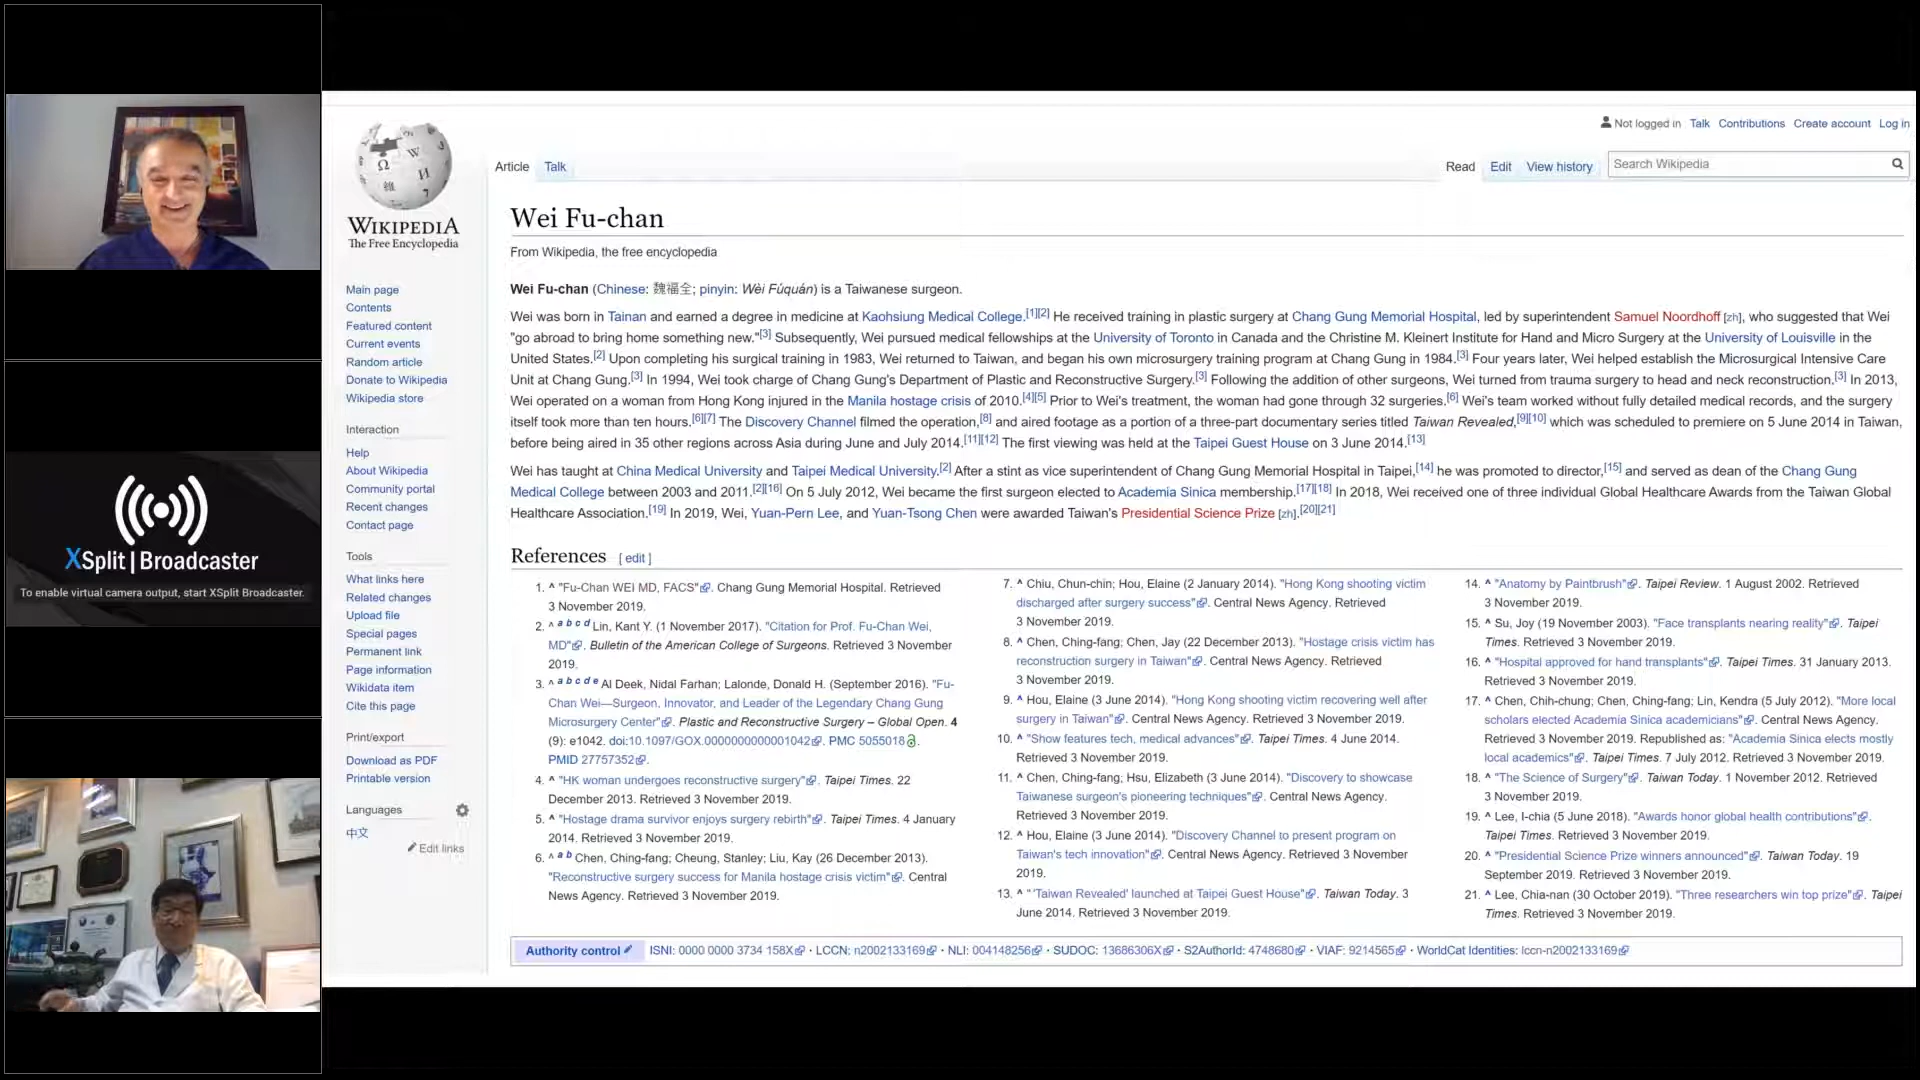 XSplit | Broadcaster
To enable virtual camera output, start XSplit Broadcaster.
WIKIPEDIA
The Free Encyclopedia
Main page
Contents
Featured content
Current events
Random article
Donate to Wikipedia
Wikipedia store
Interaction
Help
About Wikipedia
Community portal
Recent changes
Contact page
Tools
What links here
Related changes
Upload file
Special pages
Permanent link
Page information
Wikidata item
Cite this page
Print/export
Download as PDF
Printable version
Languages
中文
Edit links
Not logged in Talk Contributions Create account Log in
Article Talk
Read Edit View history Search Wikipedia
Wei Fu-chan
From Wikipedia, the free encyclopedia
Wei Fu-chan (Chinese: 魏福全; pinyin: Wèi Fúquán) is a Taiwanese surgeon.
Wei was born in Tainan and earned a degree in medicine at Kaohsiung Medical College.[1][2] He received training in plastic surgery at Chang Gung Memorial Hospital, led by superintendent Samuel Noordhoff [zh], who suggested that Wei
"go abroad to bring home something new."[3] Subsequently, Wei pursued medical fellowships at the University of Toronto in Canada and the Christine M. Kleinert Institute for Hand and Micro Surgery at the University of Louisville in the
United States.[2] Upon completing his surgical training in 1983, Wei returned to Taiwan, and began his own microsurgery training program at Chang Gung in 1984.[3] Four years later, Wei helped establish the Microsurgical Intensive Care
Unit at Chang Gung.[3] In 1994, Wei took charge of Chang Gung's Department of Plastic and Reconstructive Surgery.[3] Following the addition of other surgeons, Wei turned from trauma surgery to head and neck reconstruction.[3] In 2013,
Wei operated on a woman from Hong Kong injured in the Manila hostage crisis of 2010.[4][5] Prior to Wei's treatment, the woman had gone through 32 surgeries.[6] Wei's team worked without fully detailed medical records, and the surgery
itself took more than ten hours.[6][7] The Discovery Channel filmed the operation,[8] and aired footage as a portion of a three-part documentary series titled Taiwan Revealed,[9][10] which was scheduled to premiere on 5 June 2014 in Taiwan,
before being aired in 35 other regions across Asia during June and July 2014.[11][12] The first viewing was held at the Taipei Guest House on 3 June 2014.[13]
Wei has taught at China Medical University and Taipei Medical University.[2] After a stint as vice superintendent of Chang Gung Memorial Hospital in Taipei,[14] he was promoted to director,[15] and served as dean of the Chang Gung
Medical College between 2003 and 2011.[2][16] On 5 July 2012, Wei became the first surgeon elected to Academia Sinica membership.[17][18] In 2018, Wei received one of three individual Global Healthcare Awards from the Taiwan Global
Healthcare Association.[19] In 2019, Wei, Yuan-Pern Lee, and Yuan-Tsong Chen were awarded Taiwan's Presidential Science Prize [zh].[20][21]
References [ edit ]
1. ^ "Fu-Chan WEI MD, FACS". Chang Gung Memorial Hospital. Retrieved
3 November 2019.
2. ^ a b c d Lin, Kant Y. (1 November 2017). "Citation for Prof. Fu-Chan Wei,
MD". Bulletin of the American College of Surgeons. Retrieved 3 November
2019.
3. ^ a b c d e Al Deek, Nidal Farhan; Lalonde, Donald H. (September 2016). "Fu-
Chan Wei—Surgeon, Innovator, and Leader of the Legendary Chang Gung
Microsurgery Center". Plastic and Reconstructive Surgery – Global Open. 4
(9): e1042. doi:10.1097/GOX.0000000000001042. PMC 5055018.
PMID 27757352.
4. ^ "HK woman undergoes reconstructive surgery". Taipei Times. 22
December 2013. Retrieved 3 November 2019.
5. ^ "Hostage drama survivor enjoys surgery rebirth". Taipei Times. 4 January
2014. Retrieved 3 November 2019.
6. ^ a b Chen, Ching-fang; Cheung, Stanley; Liu, Kay (26 December 2013).
"Reconstructive surgery success for Manila hostage crisis victim". Central
News Agency. Retrieved 3 November 2019.
7. ^ Chiu, Chun-chin; Hou, Elaine (2 January 2014). "Hong Kong shooting victim
discharged after surgery success". Central News Agency. Retrieved
3 November 2019.
8. ^ Chen, Ching-fang; Chen, Jay (22 December 2013). "Hostage crisis victim has
reconstruction surgery in Taiwan". Central News Agency. Retrieved
3 November 2019.
9. ^ Hou, Elaine (3 June 2014). "Hong Kong shooting victim recovering well after
surgery in Taiwan". Central News Agency. Retrieved 3 November 2019.
10. ^ "Show features tech, medical advances". Taipei Times. 4 June 2014.
Retrieved 3 November 2019.
11. ^ Chen, Ching-fang; Hsu, Elizabeth (3 June 2014). "Discovery to showcase
Taiwanese surgeon's pioneering techniques". Central News Agency.
Retrieved 3 November 2019.
12. ^ Hou, Elaine (3 June 2014). "Discovery Channel to present program on
Taiwan's tech innovation". Central News Agency. Retrieved 3 November
2019.
13. ^ "'Taiwan Revealed' launched at Taipei Guest House". Taiwan Today. 3
June 2014. Retrieved 3 November 2019.
14. ^ "Anatomy by Paintbrush". Taipei Review. 1 August 2002. Retrieved
3 November 2019.
15. ^ Su, Joy (19 November 2003). "Face transplants nearing reality". Taipei
Times. Retrieved 3 November 2019.
16. ^ "Hospital approved for hand transplants". Taipei Times. 31 January 2013.
Retrieved 3 November 2019.
17. ^ Chen, Chih-chung; Chen, Ching-fang; Lin, Kendra (5 July 2012). "More local
scholars elected Academia Sinica academicians". Central News Agency.
Retrieved 3 November 2019. Republished as: "Academia Sinica elects mostly
local academics". Taipei Times. 7 July 2012. Retrieved 3 November 2019.
18. ^ "The Science of Surgery". Taiwan Today. 1 November 2012. Retrieved
3 November 2019.
19. ^ Lee, I-chia (5 June 2018). "Awards honor global health contributions".
Taipei Times. Retrieved 3 November 2019.
20. ^ "Presidential Science Prize winners announced". Taiwan Today. 19
September 2019. Retrieved 3 November 2019.
21. ^ Lee, Chia-nan (30 October 2019). "Three researchers win top prize". Taipei
Times. Retrieved 3 November 2019.
Authority control ISNI: 0000 0000 3734 158X · LCCN: n2002133169 · NLI: 004148256 · SUDOC: 13686306X · S2AuthorId: 4748680 · VIAF: 9214565 · WorldCat Identities: lccn-n2002133169